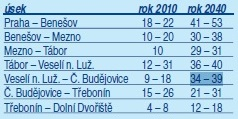 úsek rok 2010 rok 2040
Praha – Benešov 18 – 22 41 – 53
Benešov – Mezno 10 – 20 30 – 38
Mezno – Tábor 10 29 – 31
Tábor – Veselí n. Luž. 12 – 31 36 – 40
Veselí n. Luž. – Č. Budějovice 9 – 18 34 – 39
Č. Budějovice – Třebonín 15 – 26 21 – 31
Třebonín – Dolní Dvořiště 4 – 8 12 – 18